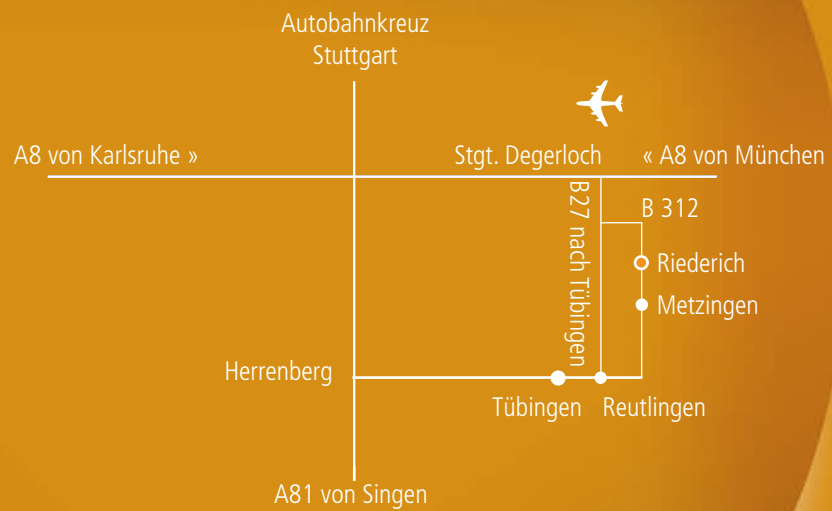 Autobahnkreuz
Stuttgart
A8 von Karlsruhe »
Stgt. Degerloch
« A8 von München
B27 nach Tübingen
B 312
Riederich
Metzingen
Herrenberg
Tübingen
Reutlingen
A81 von Singen